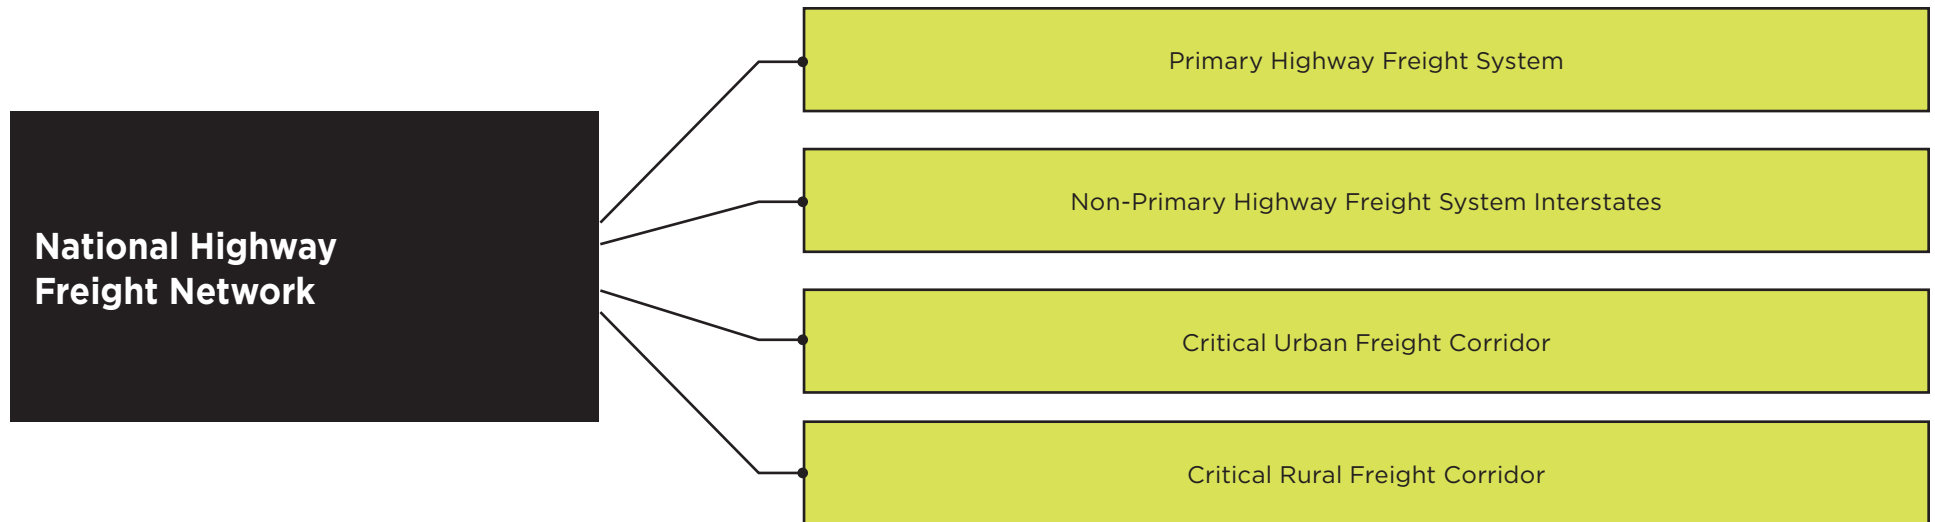 National Highway
Freight Network
Primary Highway Freight System
Non-Primary Highway Freight System Interstates
Critical Urban Freight Corridor
Critical Rural Freight Corridor